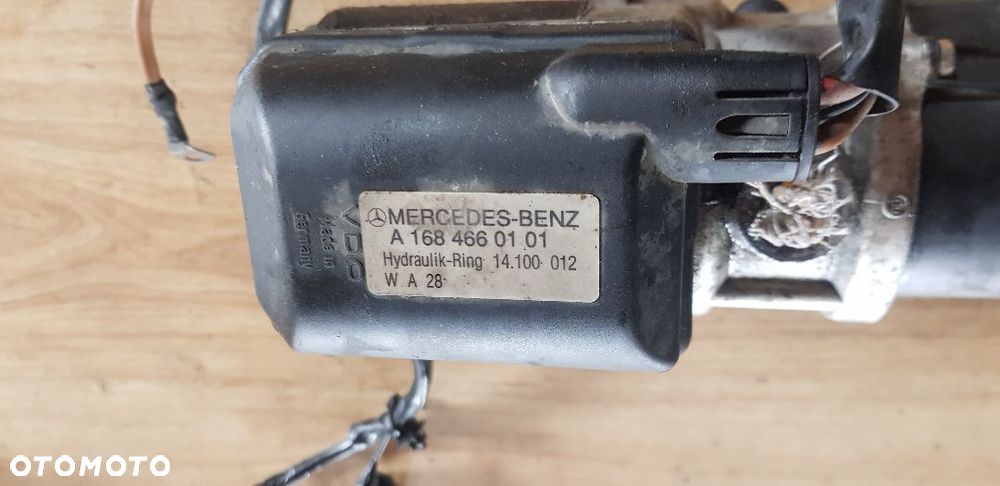 VDO
Made in
Germany
MERCEDES-BENZ
A 168 466 01 01
Hydraulik-Ring 14.100 012
W A 28
OTOMOTO